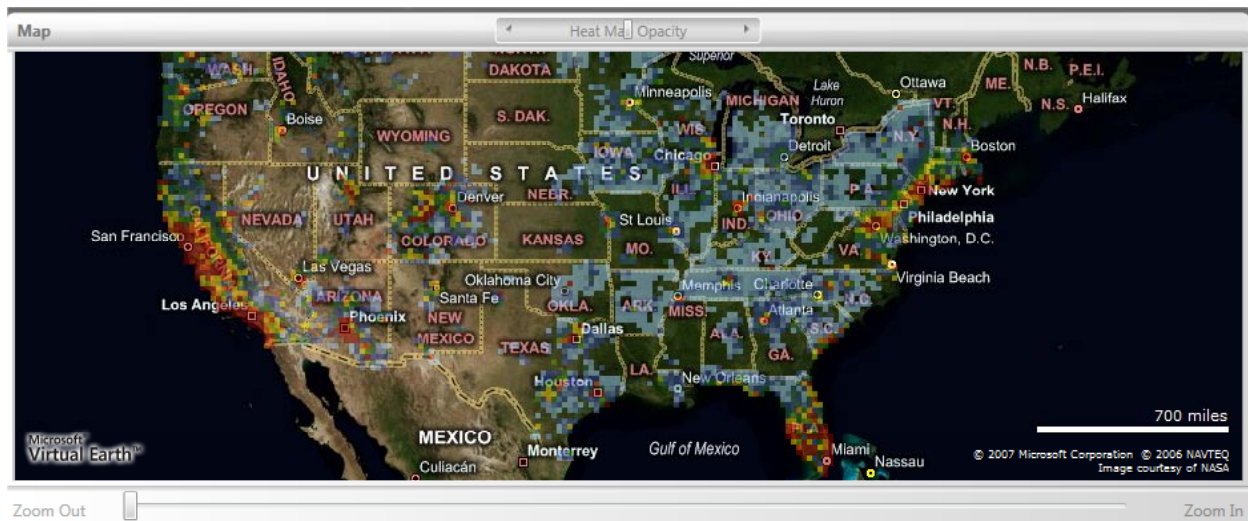 Map
Heat Map Opacity
Superior
DAKOTA
WASH.
IDAHO
Minneapolis
Ottawa
N.B.
P.E.I.
ME.
N.S.
Halifax
OREGON
Boise
S. DAK.
WYOMING
WIS.
MICHIGAN
Lake
Huron
Toronto
VT.
N.H.
N.Y.
Boston
IOWA
Chicago
Detroit
UNITED STATES
NEBR.
ILL.
Indianapolis
P.A.
New York
NEVADA
UTAH
Denver
COLORADO
KANSAS
St Louis
MO.
IND.
OHIO
Philadelphia
Washington, D.C.
VA.
KY.
San Francisco
CALIFORNIA
Las Vegas
Oklahoma City
Virginia Beach
Los Angeles
ARIZONA
Phoenix
Santa Fe
NEW
MEXICO
OKLA.
ARK.
Memphis
Charlotte
N.C.
MISS.
Atlanta
S.C.
Dallas
TEXAS
ALA.
GA.
LA.
Houston
New Orleans
FLA.
700 miles
Microsoft®
Virtual Earth™
MEXICO
Monterrey
Culiacán
Gulf of Mexico
Miami
Nassau
© 2007 Microsoft Corporation © 2006 NAVTEQ
Image courtesy of NASA
Zoom Out
Zoom In